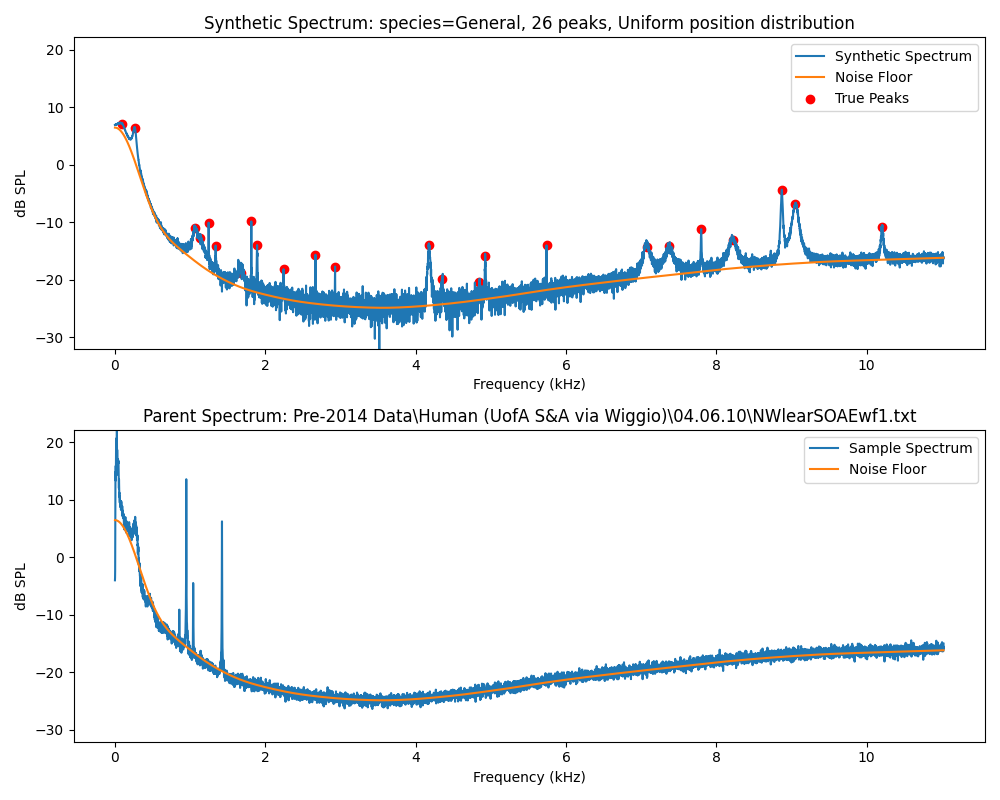 Synthetic Spectrum: species=General, 26 peaks, Uniform position distribution
20
10
0
−10
−20
−30
dB SPL
Synthetic Spectrum
Noise Floor
True Peaks
0 2 4 6 8 10
Frequency (kHz)
Parent Spectrum: Pre-2014 Data\Human (UofA S&A via Wiggio)\04.06.10\NWlearSOAEwf1.txt
20
10
0
−10
−20
−30
dB SPL
Sample Spectrum
Noise Floor
0 2 4 6 8 10
Frequency (kHz)